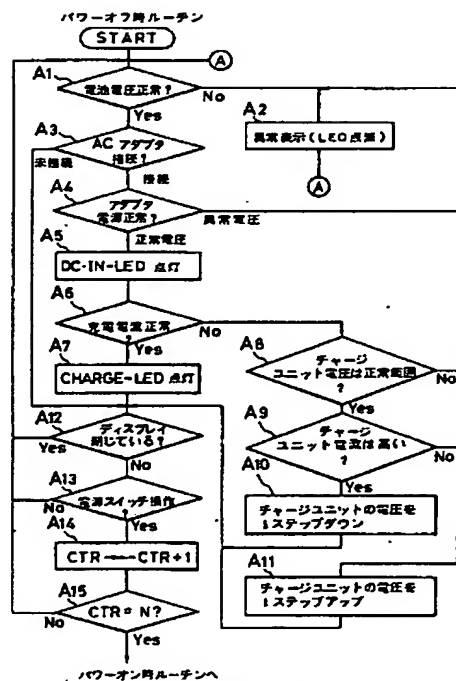 パワーオフ時ルーチン
START
A
A1
電池電圧正常?
No
Yes
A2
異常表示(LED点滅)
A
A3
ACアダプタ
接続?
未接続
接続
A4
アダプタ
電源正常?
異常電圧
正常電圧
A5
DC-IN-LED 点灯
A6
充電電流正常
?
No
Yes
A7
CHARGE-LED 点灯
A8
チャージ
ユニット電圧は正常範囲
?
No
Yes
A9
チャージ
ユニット電流は高い
?
No
Yes
A10
チャージユニットの電圧を
1ステップダウン
A11
チャージユニットの電圧を
1ステップアップ
A12
ディスプレイ
閉じている?
Yes
No
A13
電源スイッチ操作
?
No
Yes
A14
CTR ← CTR+1
A15
CTR = N?
No
Yes
パワーオン時ルーチンへ